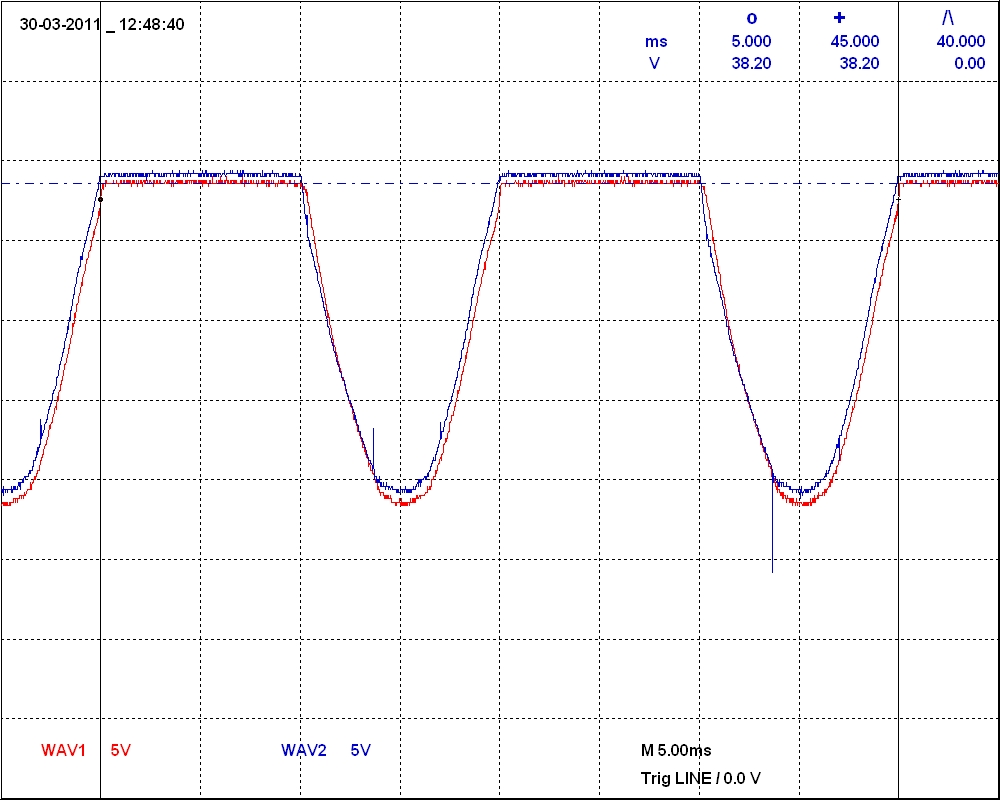 30-03-2011 _ 12:48:40
o + /\
ms 5.000 45.000 40.000
V 38.20 38.20 0.00
WAV1 5V WAV2 5V M 5.00ms
Trig LINE / 0.0 V